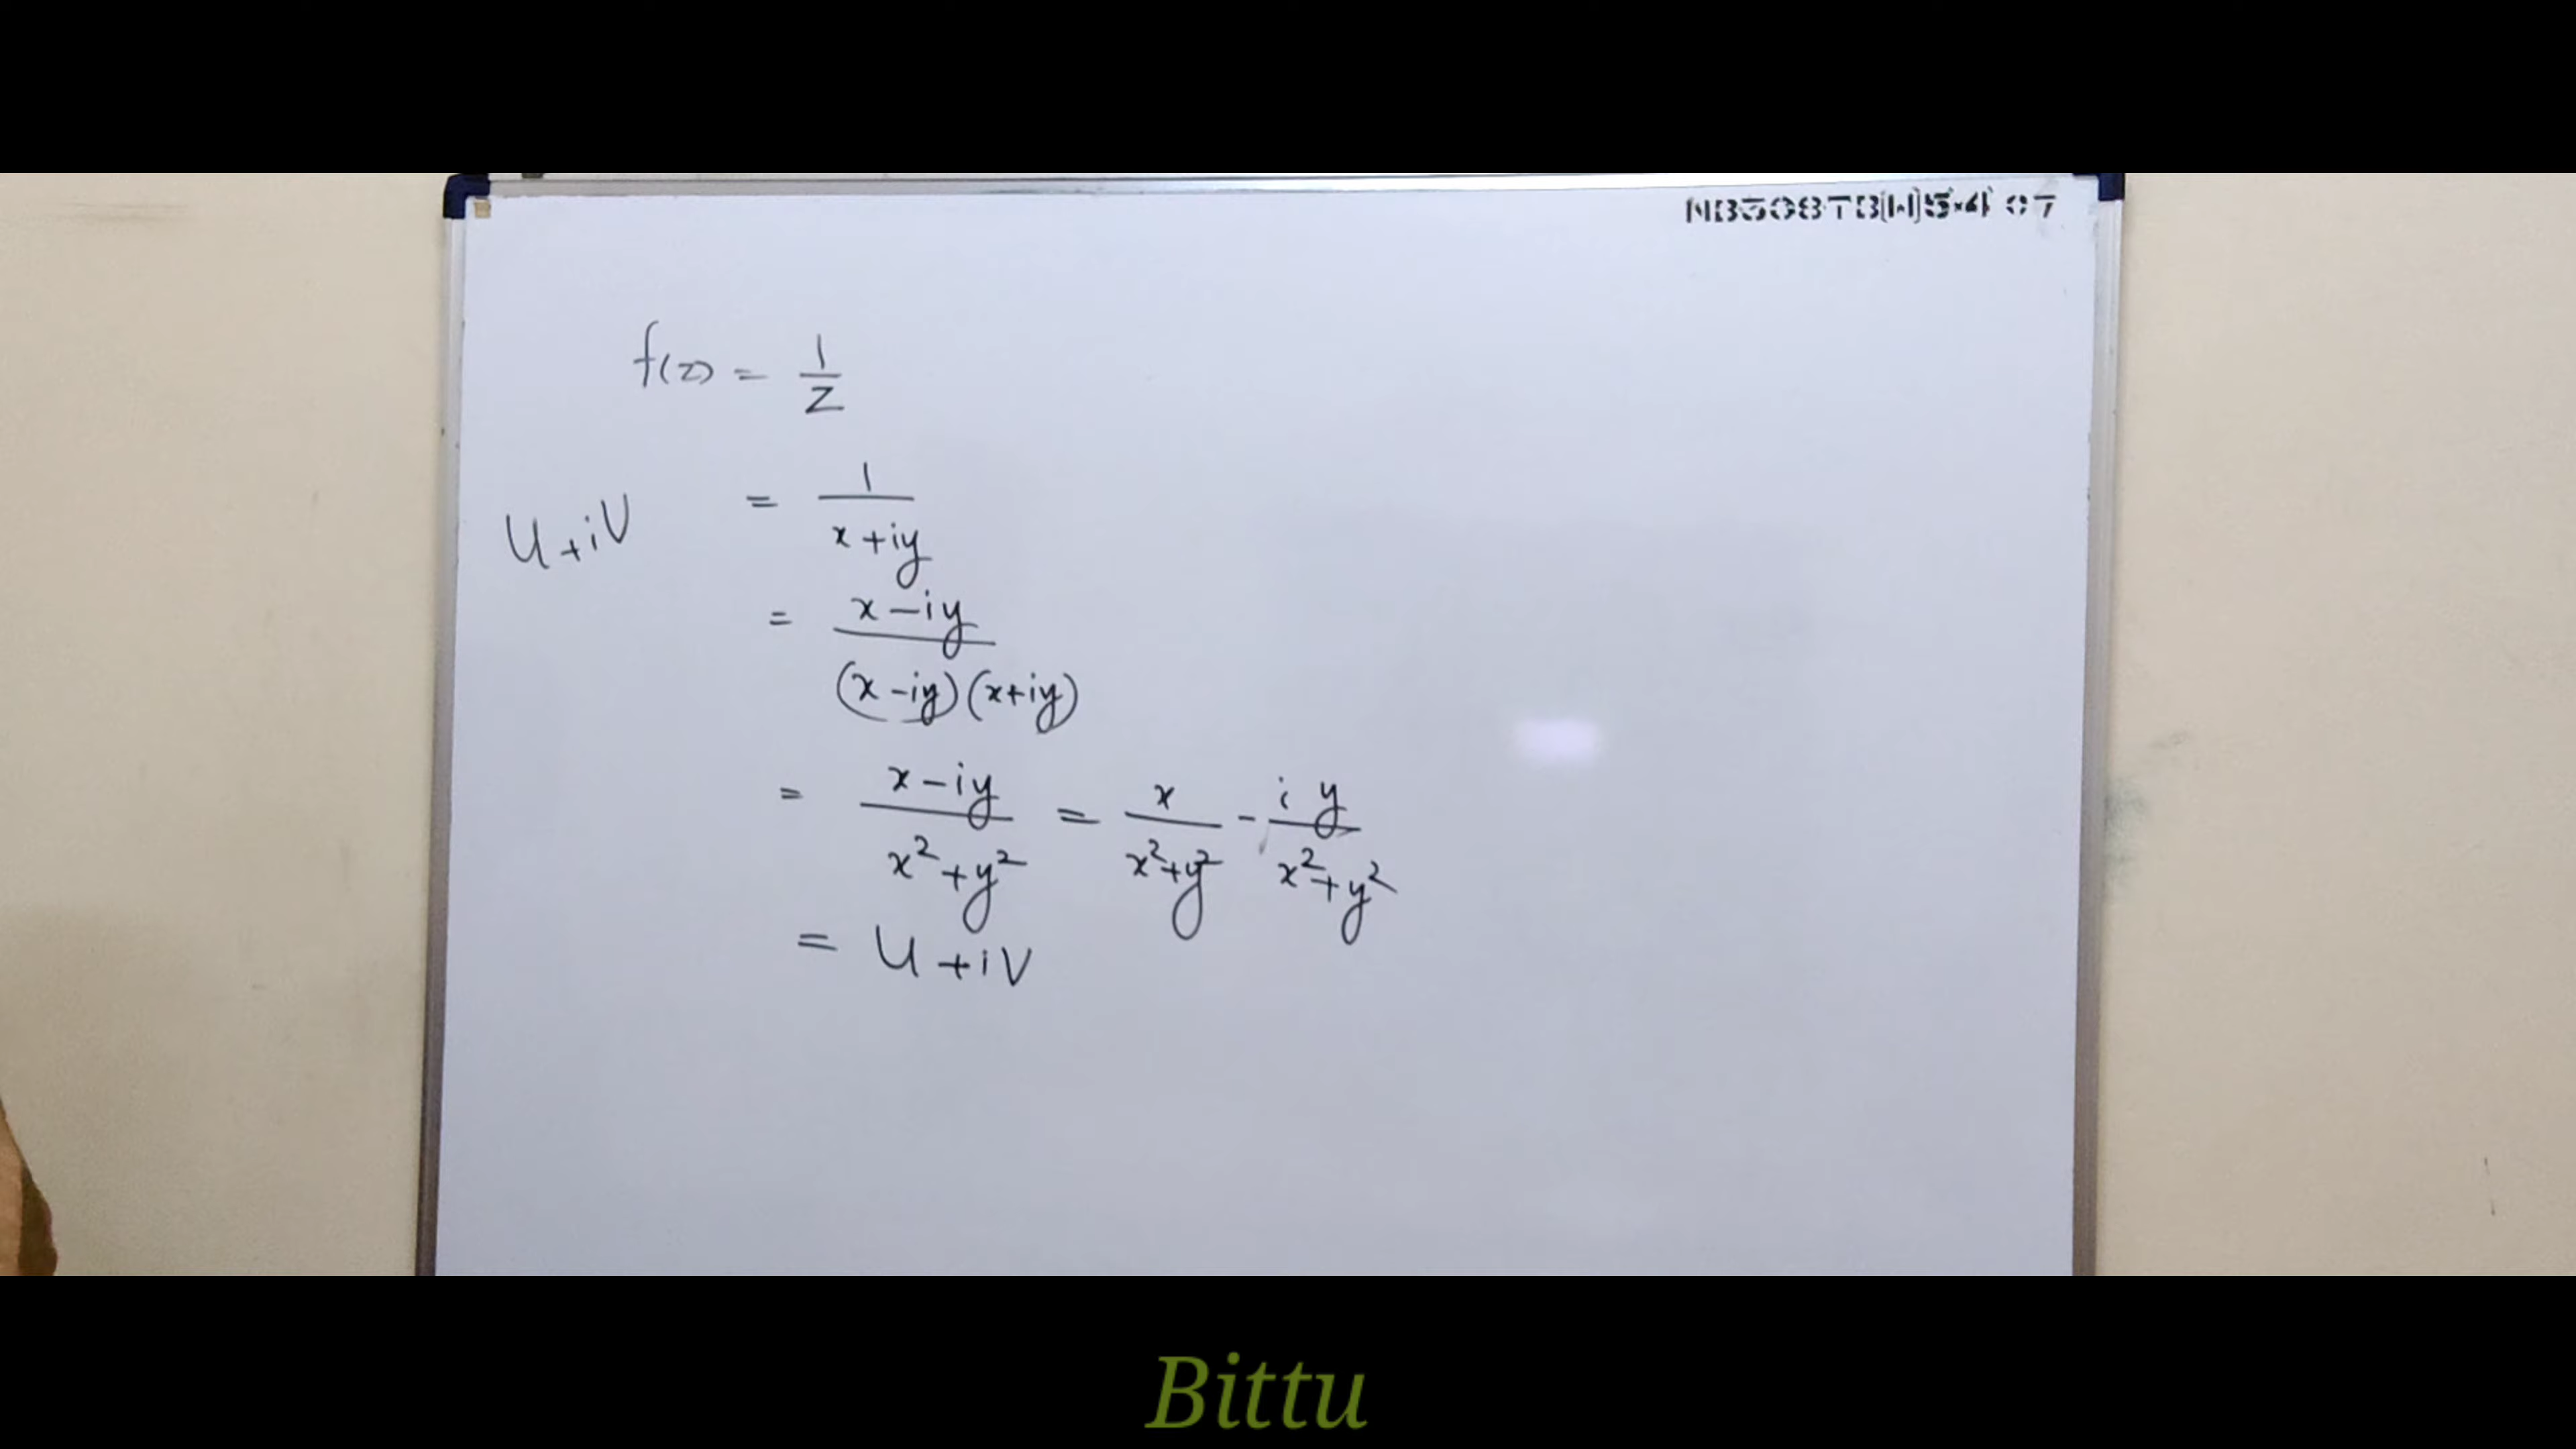 f(z) = 1/z
U+iV = 1/(x+iy)
= (x-iy)/((x-iy)(x+iy))
= (x-iy)/(x²+y²) = x/(x²+y²) - iy/(x²+y²)
= U+iV
Bittu